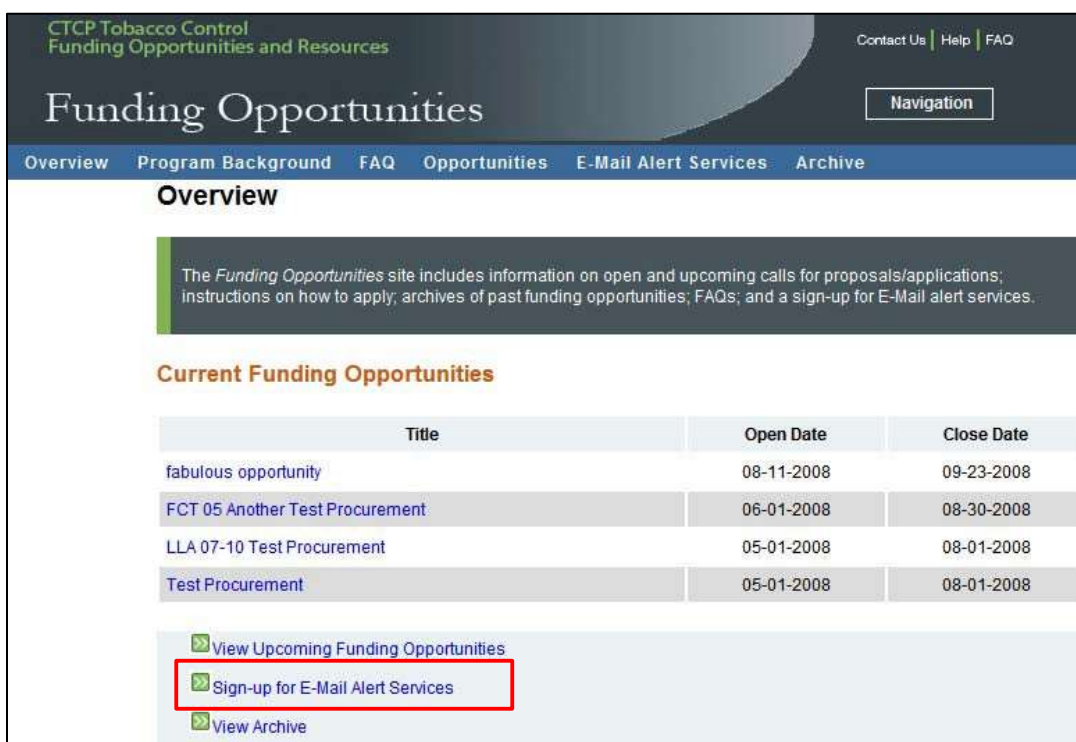 CTCP Tobacco Control
Funding Opportunities and Resources
Contact Us | Help | FAQ
Funding Opportunities
Navigation
Overview Program Background FAQ Opportunities E-Mail Alert Services Archive
Overview
The Funding Opportunities site includes information on open and upcoming calls for proposals/applications;
instructions on how to apply; archives of past funding opportunities; FAQs; and a sign-up for E-Mail alert services.
Current Funding Opportunities
Title Open Date Close Date
fabulous opportunity 08-11-2008 09-23-2008
FCT 05 Another Test Procurement 06-01-2008 08-30-2008
LLA 07-10 Test Procurement 05-01-2008 08-01-2008
Test Procurement 05-01-2008 08-01-2008
View Upcoming Funding Opportunities
Sign-up for E-Mail Alert Services
View Archive